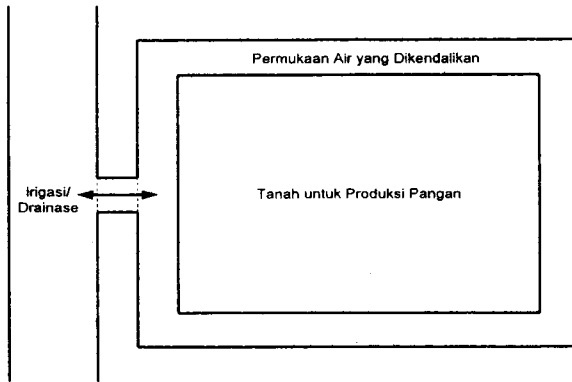 Permukaan Air yang Dikendalikan
Irigasi/
Drainase
Tanah untuk Produksi Pangan